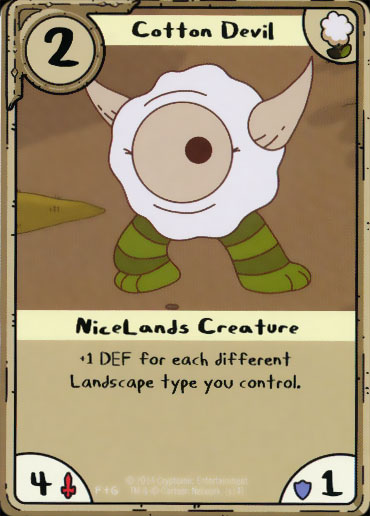 2
Cotton Devil
NiceLands Creature
+1 DEF for each different
Landscape type you control.
4
1